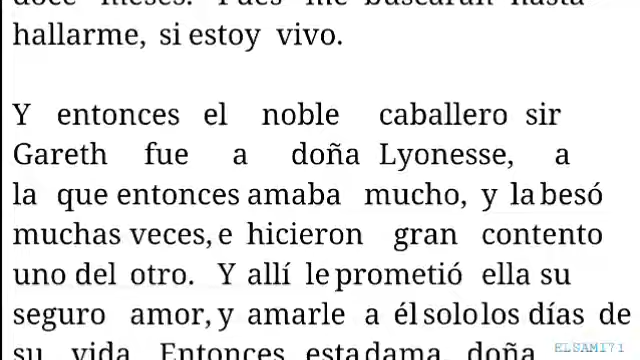 doce meses. Pues me buscarán hasta
hallarme, si estoy vivo.
Y entonces el noble caballero sir
Gareth fue a doña Lyonesse, a
la que entonces amaba mucho, y la besó
muchas veces, e hicieron gran contento
uno del otro. Y allí le prometió ella su
seguro amor, y amarle a él solo los días de
su vida. Entonces esta dama doña
ELSAM171